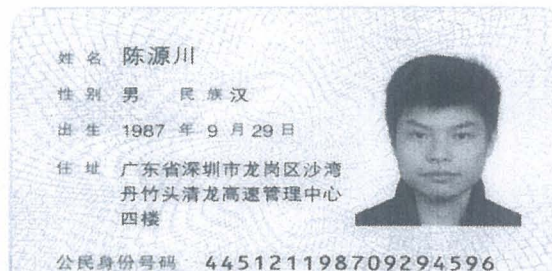 姓名 陈源川
性别 男 民族 汉
出生 1987 年 9 月 29 日
住址 广东省深圳市龙岗区沙湾
丹竹头清龙高速管理中心
四楼
公民身份号码 445121198709294596